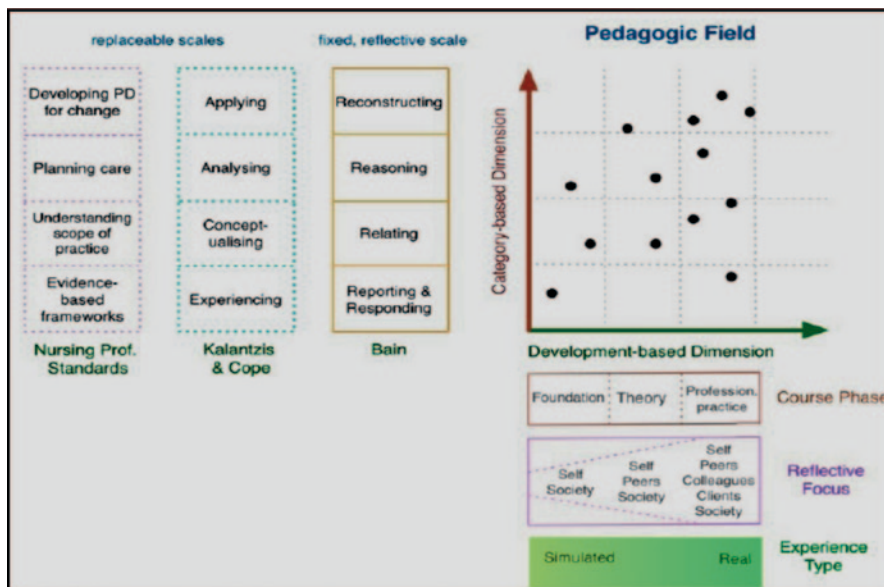 replaceable scales
fixed, reflective scale
Pedagogic Field
Developing PD
for change
Planning care
Understanding
scope of
practice
Evidence-
based
frameworks
Nursing Prof.
Standards
Applying
Analysing
Concept-
ualising
Experiencing
Kalantzis
& Cope
Reconstructing
Reasoning
Relating
Reporting &
Responding
Bain
Category-based Dimension
Development-based Dimension
Foundation
Theory
Profession.
practice
Course Phase
Self
Society
Self
Peers
Society
Self
Peers
Colleagues
Clients
Society
Reflective
Focus
Simulated
Real
Experience
Type